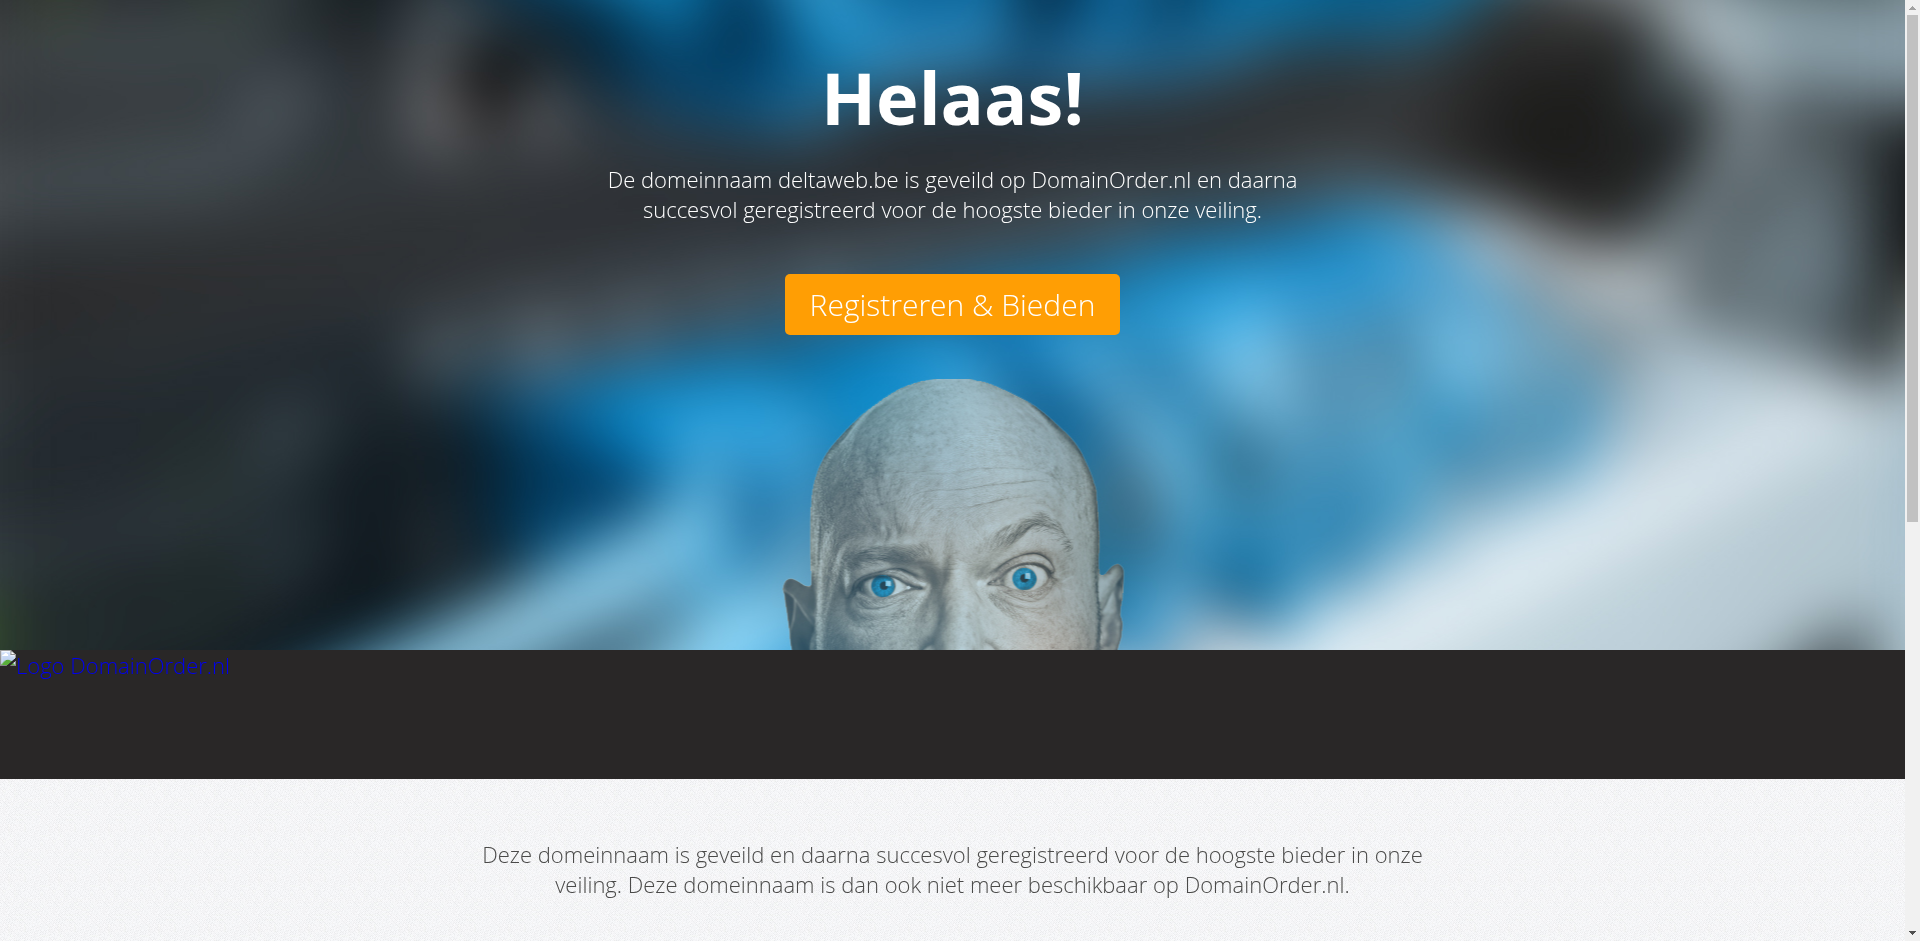 Helaas!
De domeinnaam deltaweb.be is geveild op DomainOrder.nl en daarna
succesvol geregistreerd voor de hoogste bieder in onze veiling.
Registreren & Bieden
Logo DomainOrder.nl
Deze domeinnaam is geveild en daarna succesvol geregistreerd voor de hoogste bieder in onze
veiling. Deze domeinnaam is dan ook niet meer beschikbaar op DomainOrder.nl.